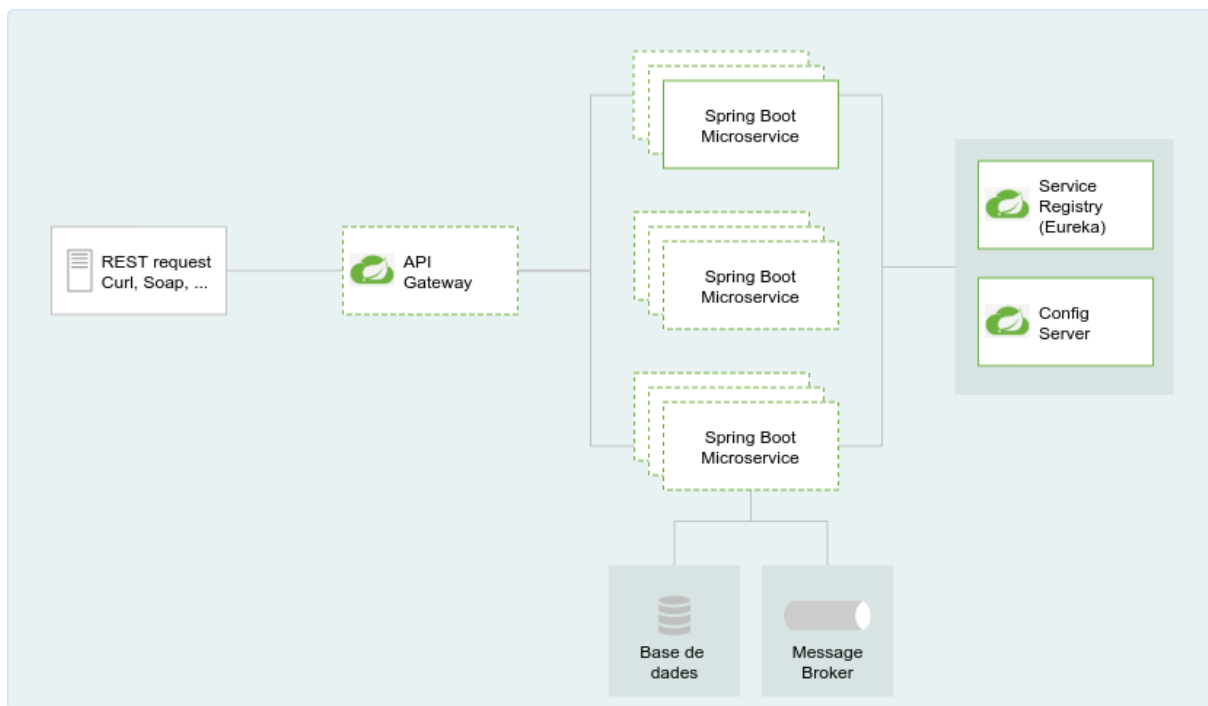 REST request
Curl, Soap, ...
API
Gateway
Spring Boot
Microservice
Spring Boot
Microservice
Spring Boot
Microservice
Service
Registry
(Eureka)
Config
Server
Base de
dades
Message
Broker